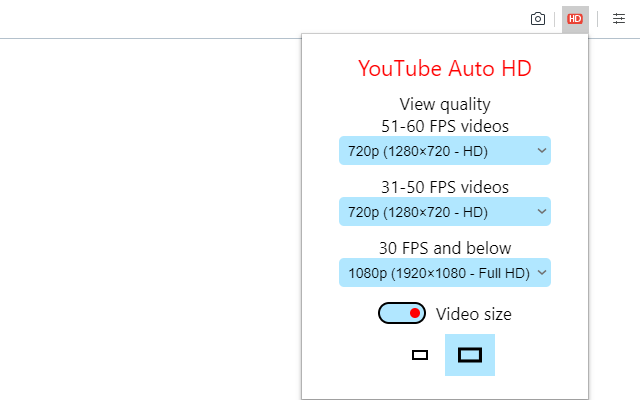 HD
YouTube Auto HD
View quality
51-60 FPS videos
720p (1280×720 - HD)
31-50 FPS videos
720p (1280×720 - HD)
30 FPS and below
1080p (1920×1080 - Full HD)
Video size